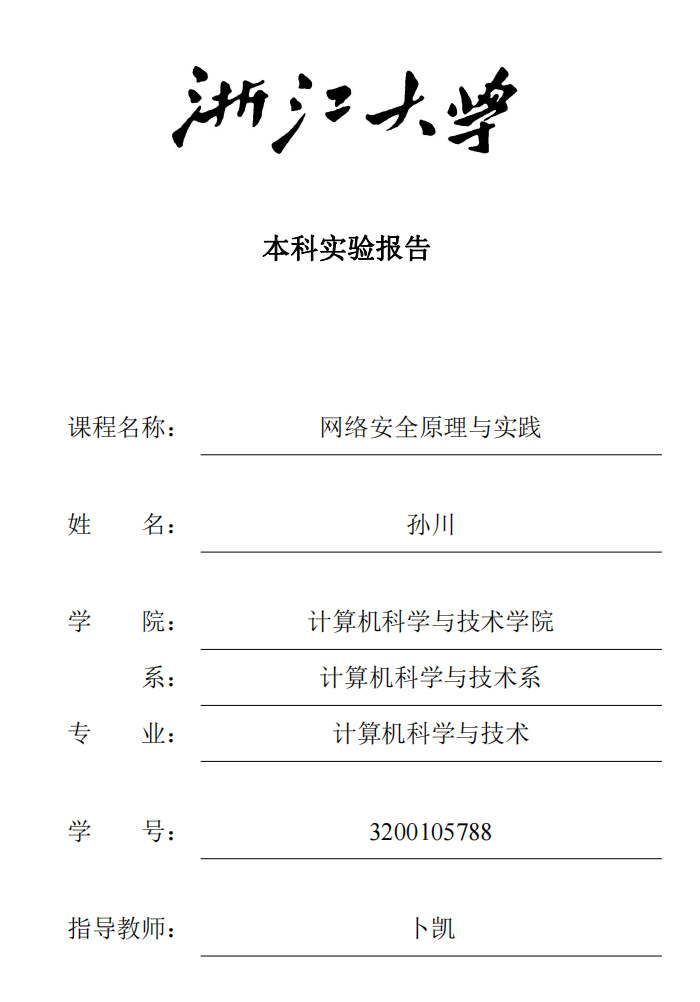 浙江大学
本科实验报告
课程名称： 网络安全原理与实践
姓 名： 孙川
学 院： 计算机科学与技术学院
系： 计算机科学与技术系
专 业： 计算机科学与技术
学 号： 3200105788
指导教师： 卜凯